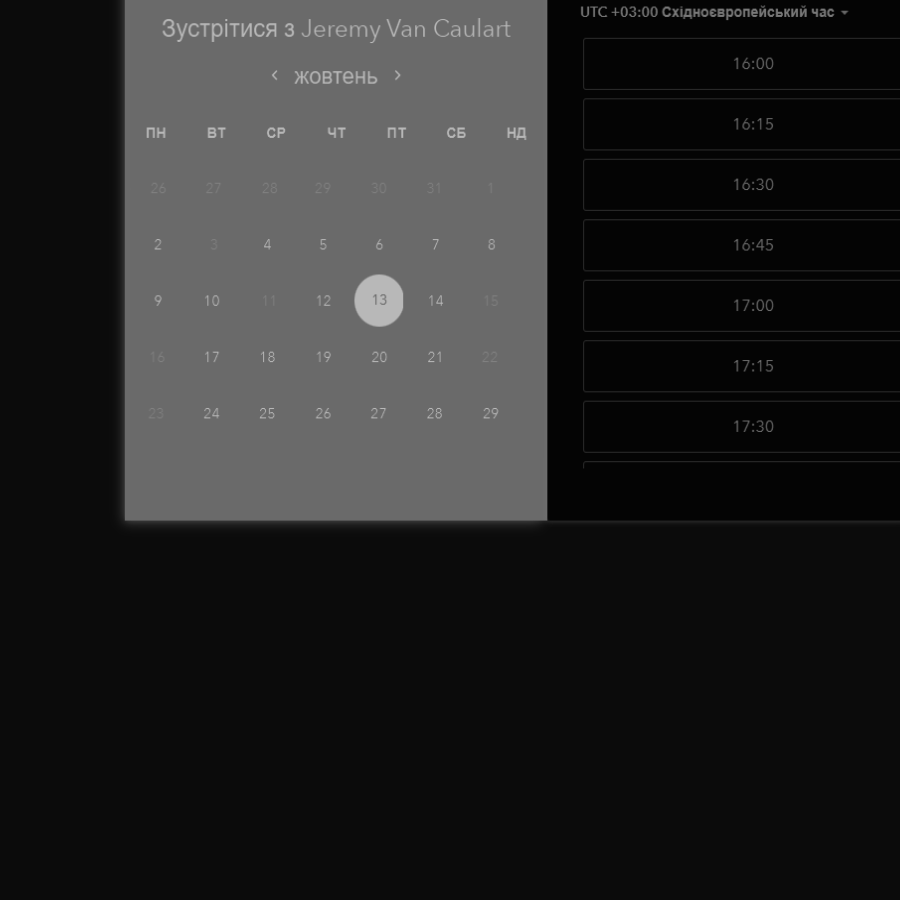 Зустрітися з Jeremy Van Caulart
‹ жовтень ›
ПН ВТ СР ЧТ ПТ СБ НД
26 27 28 29 30 31 1
2 3 4 5 6 7 8
9 10 11 12 13 14 15
16 17 18 19 20 21 22
23 24 25 26 27 28 29
UTC +03:00 Східноєвропейський час
16:00
16:15
16:30
16:45
17:00
17:15
17:30